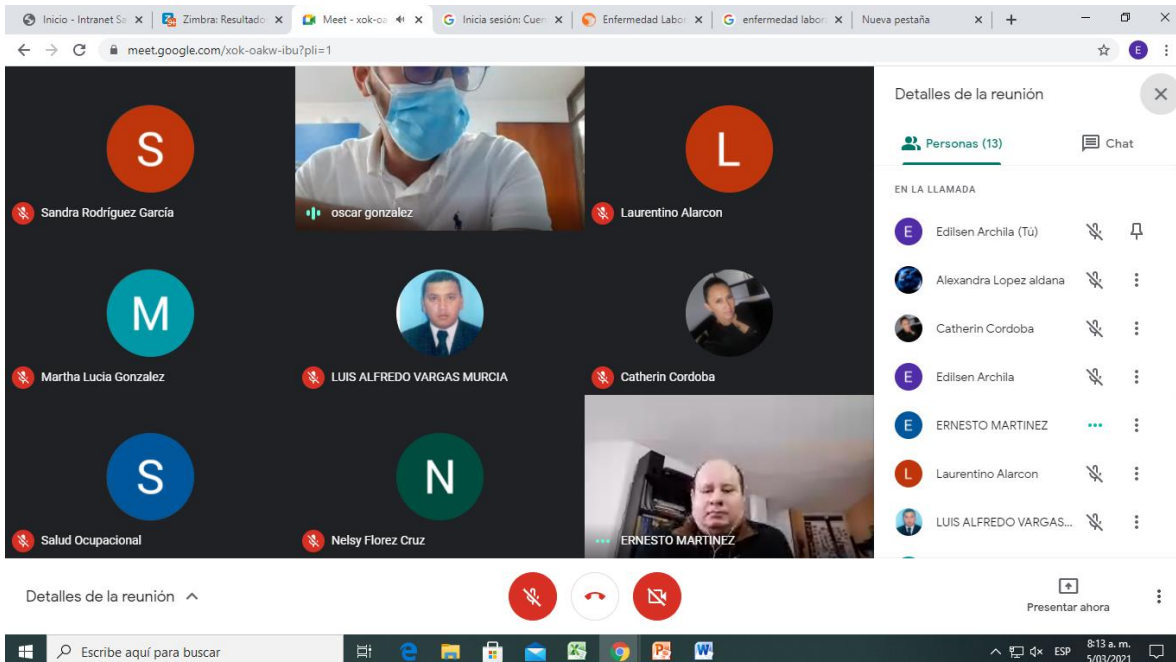 Inicio - Intranet Sa
Zimbra: Resultado
Meet - xok-oa
Inicia sesión: Cuen
Enfermedad Labor
enfermedad labor
Nueva pestaña
meet.google.com/xok-oakw-ibu?pli=1
E
S
Sandra Rodríguez García
oscar gonzalez
L
Laurentino Alarcon
M
Martha Lucia Gonzalez
LUIS ALFREDO VARGAS MURCIA
Catherin Cordoba
S
Salud Ocupacional
N
Nelsy Florez Cruz
ERNESTO MARTINEZ
Detalles de la reunión
Personas (13)
Chat
EN LA LLAMADA
E Edilsen Archila (Tú)
Alexandra Lopez aldana
Catherin Cordoba
E Edilsen Archila
E ERNESTO MARTINEZ
L Laurentino Alarcon
LUIS ALFREDO VARGAS...
Detalles de la reunión
Presentar ahora
Escribe aquí para buscar
ESP
8:13 a. m.
5/03/2021